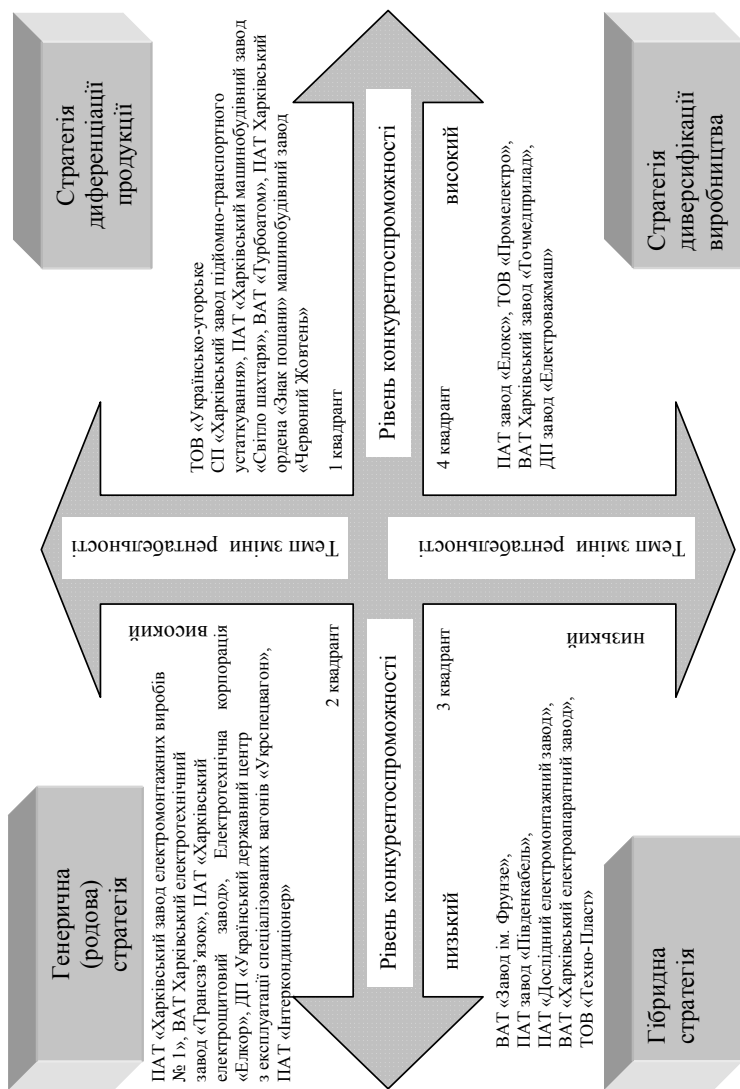 Генерична
(родова)
стратегія
Стратегія
диференціації
продукції
ПАТ «Харківський завод електромонтажних виробів
№ 1», ВАТ Харківський електротехнічний
завод «Трансзв’язок», ПАТ «Харківський
електрощитовий завод», Електротехнічна корпорація
«Елкор», ДП «Український державний центр
з експлуатації спеціалізованих вагонів «Укрспецвагон»,
ПАТ «Інтеркондиціонер»
2 квадрант
високий
Темп зміни рентабельності
ТОВ «Українсько-угорське
СП «Харківський завод підйомно-транспортного
устаткування», ПАТ «Харківський машинобудівний завод
«Світло шахтаря», ВАТ «Турбоатом», ПАТ Харківський
ордена «Знак пошани» машинобудівний завод
«Червоний Жовтень»
1 квадрант
Рівень конкурентоспроможності
Рівень конкурентоспроможності
низький
3 квадрант
4 квадрант
високий
ВАТ «Завод ім. Фрунзе»,
ПАТ завод «Південкабель»,
ПАТ «Дослідний електромонтажний завод»,
ВАТ «Харківський електроапаратний завод»,
ТОВ «Техно-Пласт»
низький
Темп зміни рентабельності
ПАТ завод «Елокс», ТОВ «Промелектро»,
ВАТ Харківський завод «Точмедприлад»,
ДП завод «Електроважмаш»
Гібридна
стратегія
Стратегія
диверсифікації
виробництва